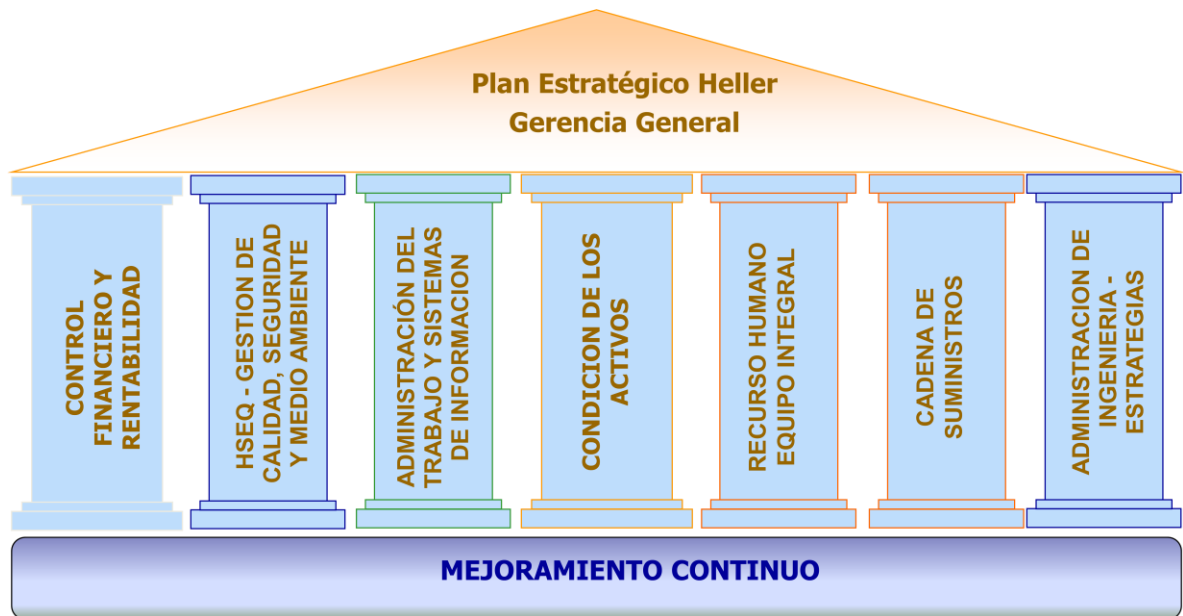 Plan Estratégico Heller
Gerencia General
CONTROL
FINANCIERO Y
RENTABILIDAD
HSEQ - GESTION DE
CALIDAD, SEGURIDAD
Y MEDIO AMBIENTE
ADMINISTRACIÓN DEL
TRABAJO Y SISTEMAS
DE INFORMACION
CONDICION DE LOS
ACTIVOS
RECURSO HUMANO
EQUIPO INTEGRAL
CADENA DE
SUMINISTROS
ADMINISTRACION DE
INGENIERIA -
ESTRATEGIAS
MEJORAMIENTO CONTINUO